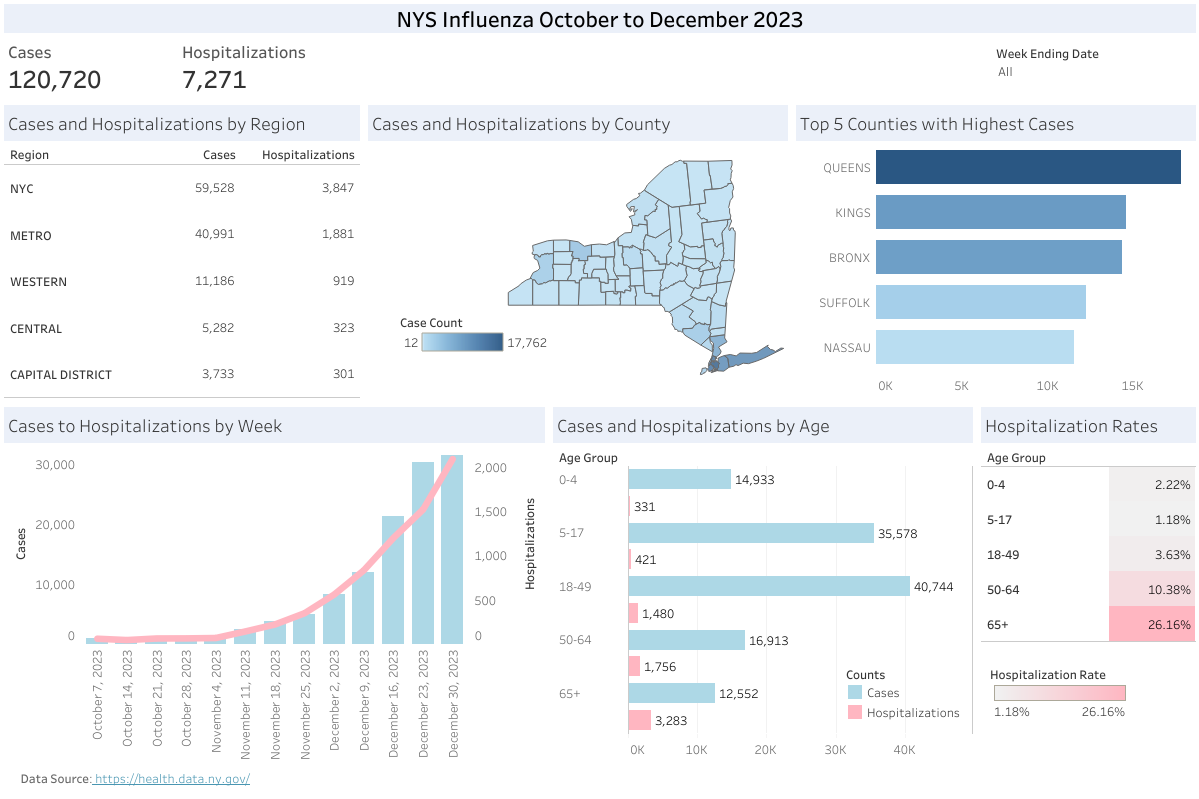 NYS Influenza October to December 2023
Cases
120,720
Hospitalizations
7,271
Week Ending Date
All
Cases and Hospitalizations by Region
Region Cases Hospitalizations
NYC 59,528 3,847
METRO 40,991 1,881
WESTERN 11,186 919
CENTRAL 5,282 323
CAPITAL DISTRICT 3,733 301
Cases and Hospitalizations by County
Case Count
12 17,762
Top 5 Counties with Highest Cases
QUEENS
KINGS
BRONX
SUFFOLK
NASSAU
0K 5K 10K 15K
Cases to Hospitalizations by Week
Cases
30,000
20,000
10,000
0
2,000
1,500
1,000
500
0
Hospitalizations
October 7, 2023
October 14, 2023
October 21, 2023
October 28, 2023
November 4, 2023
November 11, 2023
November 18, 2023
November 25, 2023
December 2, 2023
December 9, 2023
December 16, 2023
December 23, 2023
December 30, 2023
Cases and Hospitalizations by Age
Age Group
0-4 14,933
331
5-17 35,578
421
18-49 40,744
1,480
50-64 16,913
1,756
65+ 12,552
3,283
0K 10K 20K 30K 40K
Counts
Cases
Hospitalizations
Hospitalization Rates
Age Group
0-4 2.22%
5-17 1.18%
18-49 3.63%
50-64 10.38%
65+ 26.16%
Hospitalization Rate
1.18% 26.16%
Data Source: https://health.data.ny.gov/